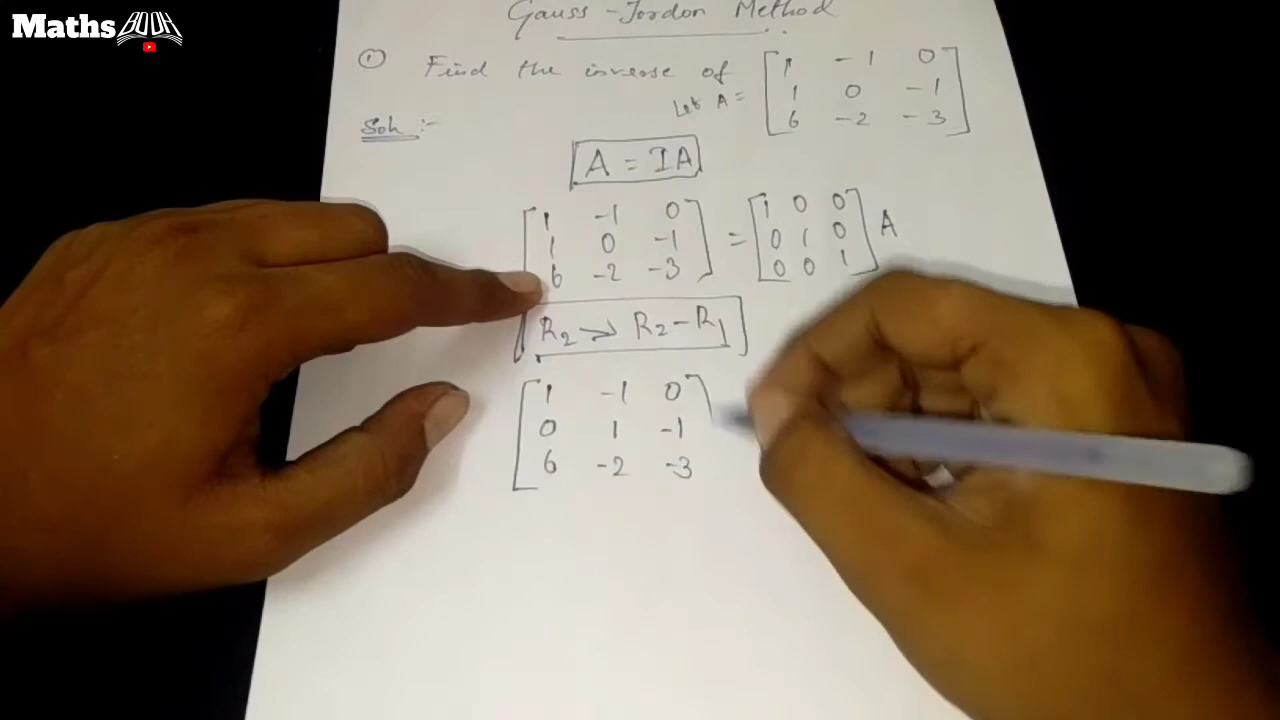 Maths BOOK
Gauss-Jordon Method
① Find the inverse of
Let A = [1 -1 0
1 0 -1
6 -2 -3]
Soln :-
A = IA
[1 -1 0 = [1 0 0
1 0 -1 0 1 0
6 -2 -3] 0 0 1] A
R₂ → R₂ - R₁
[1 -1 0
0 1 -1
6 -2 -3